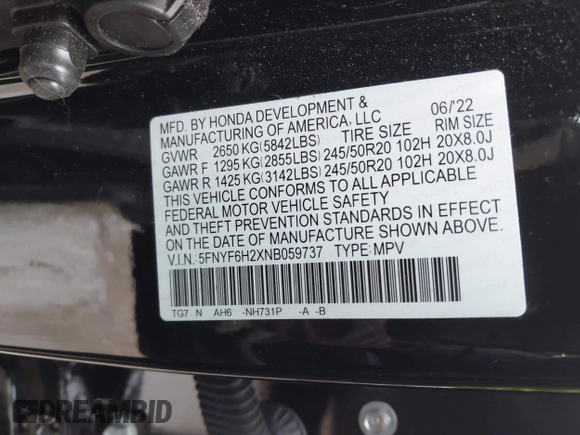 MFD. BY HONDA DEVELOPMENT & 06/'22
MANUFACTURING OF AMERICA, LLC
TIRE SIZE RIM SIZE
GVWR 2650 KG(5842LBS)
GAWR F 1295 KG(2855LBS) 245/50R20 102H 20X8.0J
GAWR R 1425 KG(3142LBS) 245/50R20 102H 20X8.0J
THIS VEHICLE CONFORMS TO ALL APPLICABLE
FEDERAL MOTOR VEHICLE SAFETY
AND THEFT PREVENTION STANDARDS IN EFFECT
ON THE DATE OF MANUFACTURE SHOWN ABOVE.
V.I.N.:5FNYF6H2XNB059737 TYPE:MPV
TG7 N AH6 -NH731P -A -B
DREAMBID